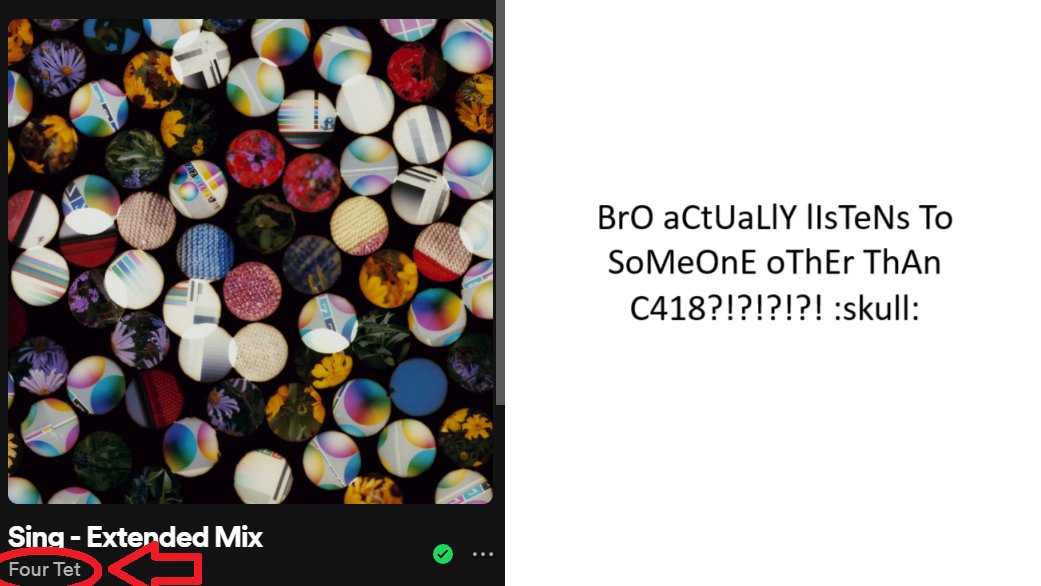 Sing - Extended Mix
Four Tet
BrO aCtUaLlY lIsTeNs To
SoMeOnE oThEr ThAn
C418?!?!?!?! :skull: